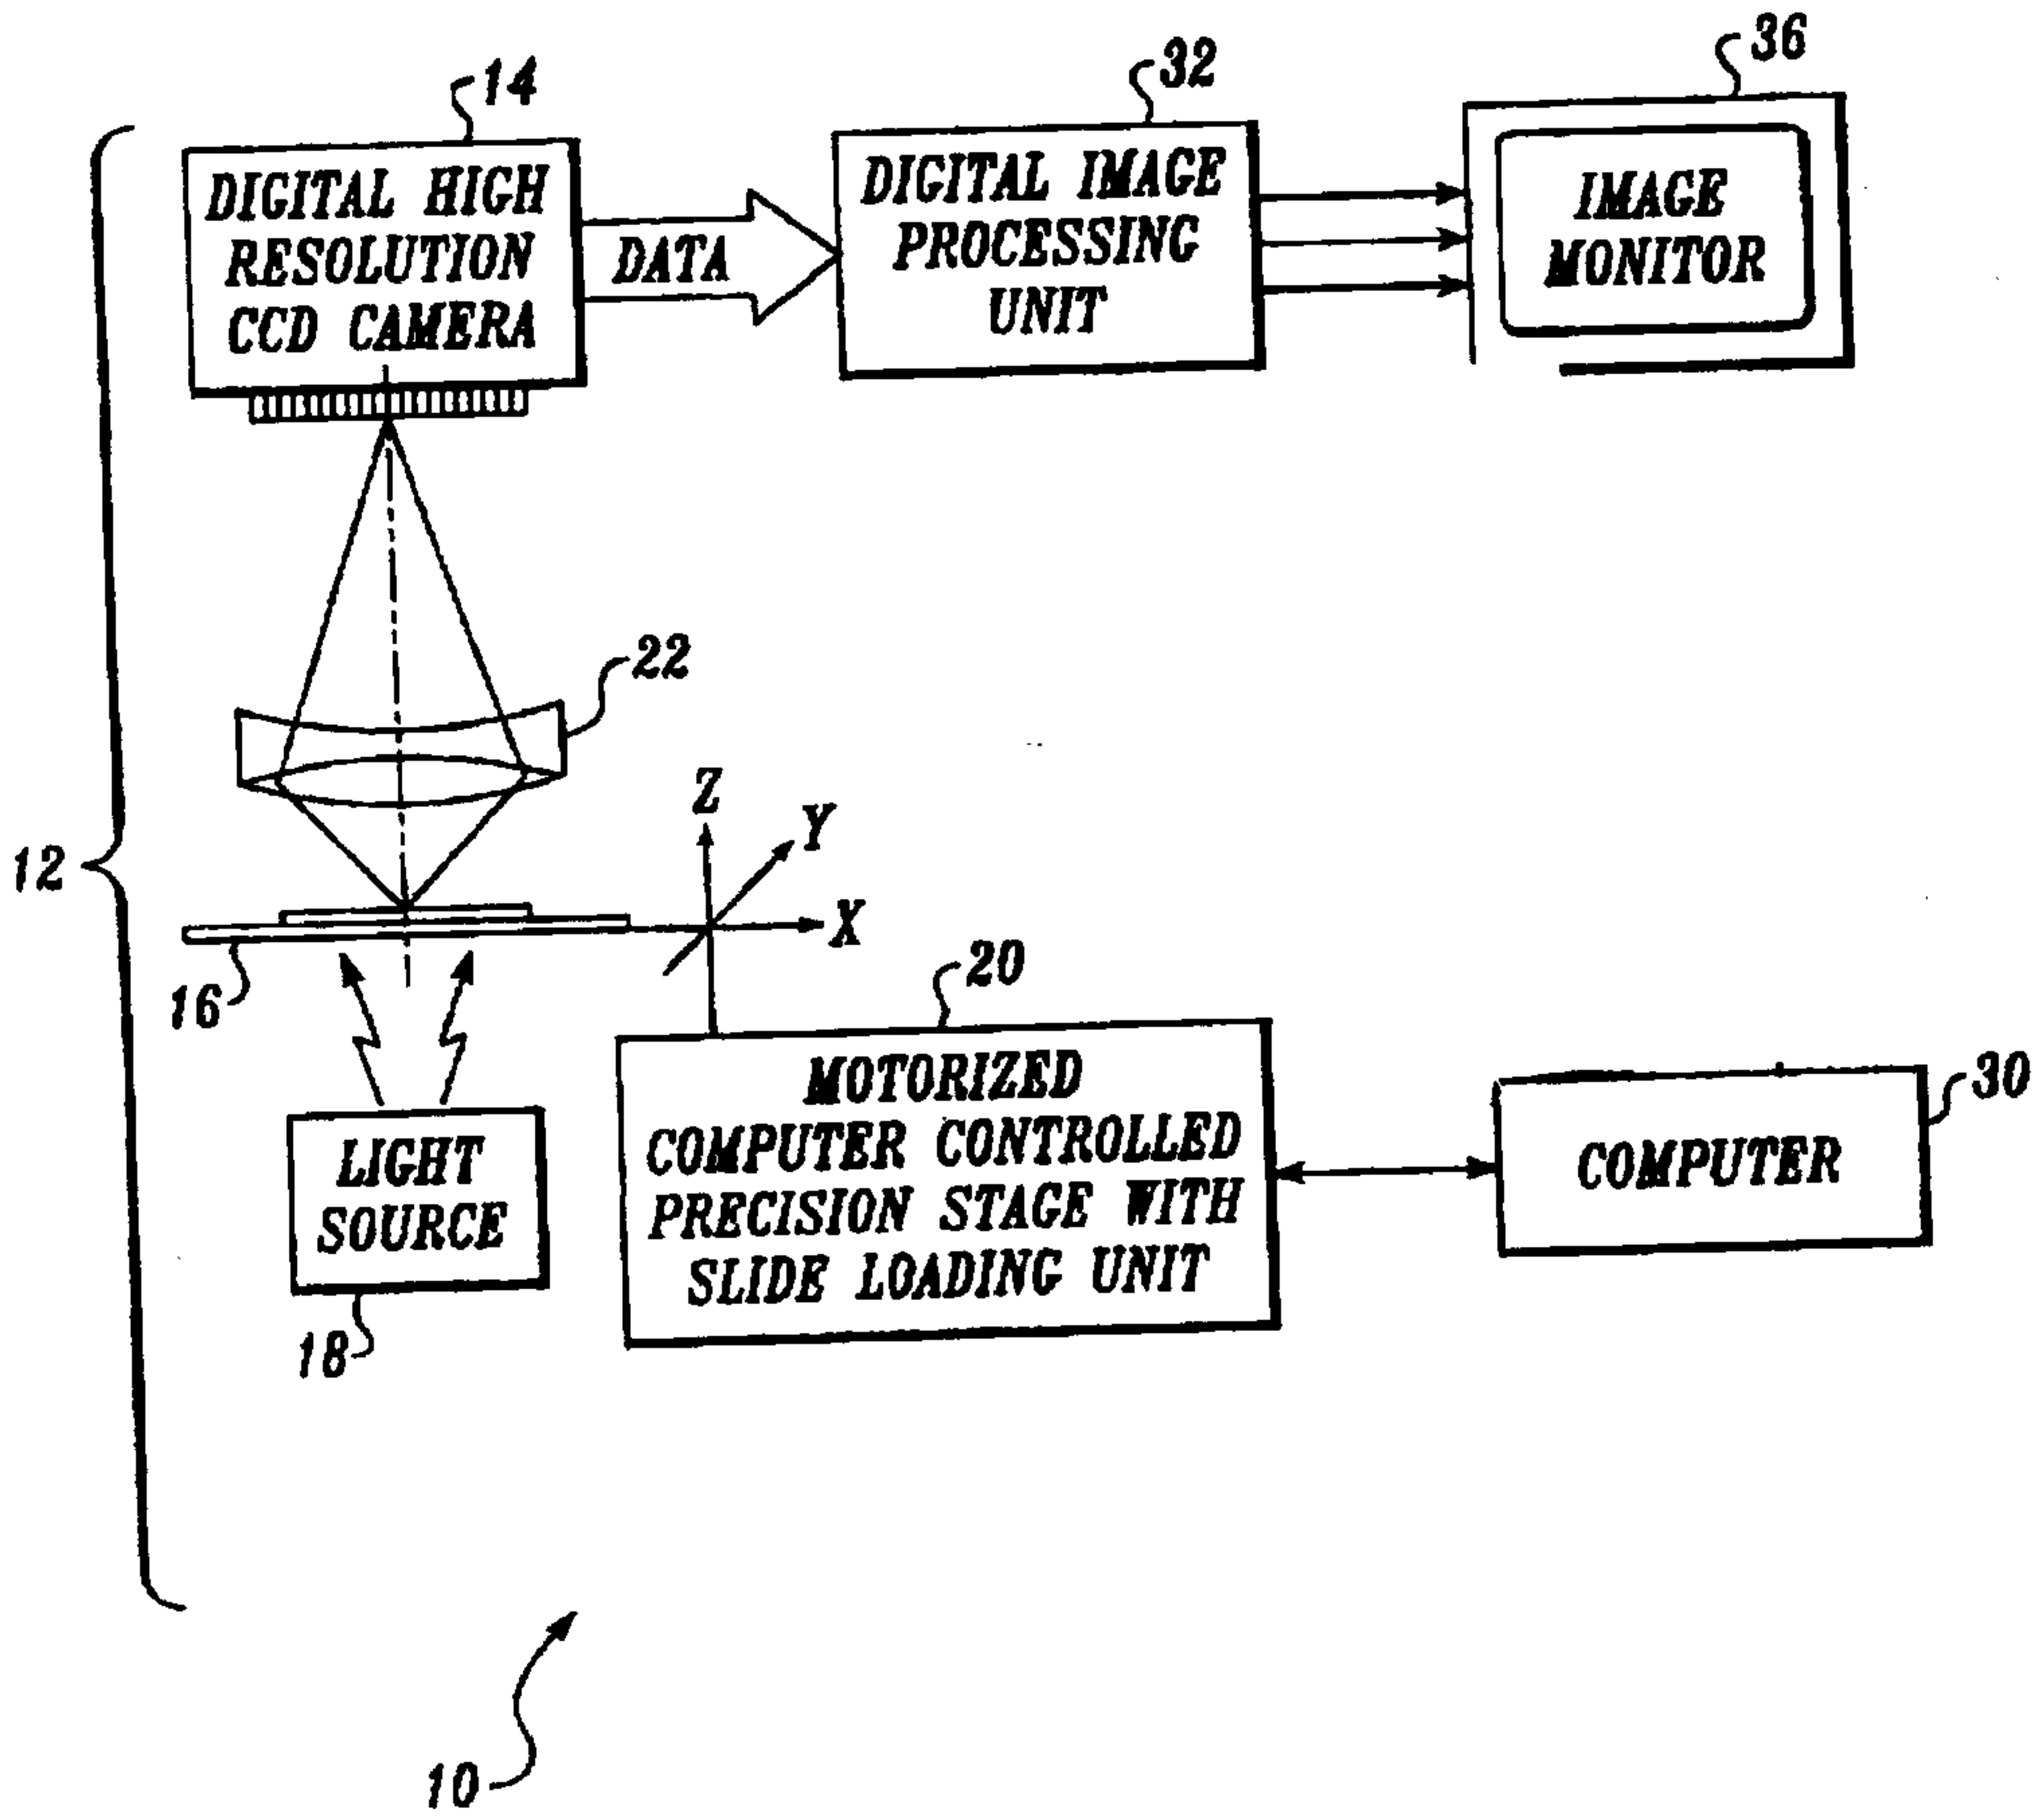 14
32
36
DIGITAL HIGH
RESOLUTION
CCD CAMERA
DATA
DIGITAL IMAGE
PROCESSING
UNIT
IMAGE
MONITOR
22
12
Z
Y
X
16
20
MOTORIZED
COMPUTER CONTROLLED
PRECISION STAGE WITH
SLIDE LOADING UNIT
30
COMPUTER
LIGHT
SOURCE
18
10